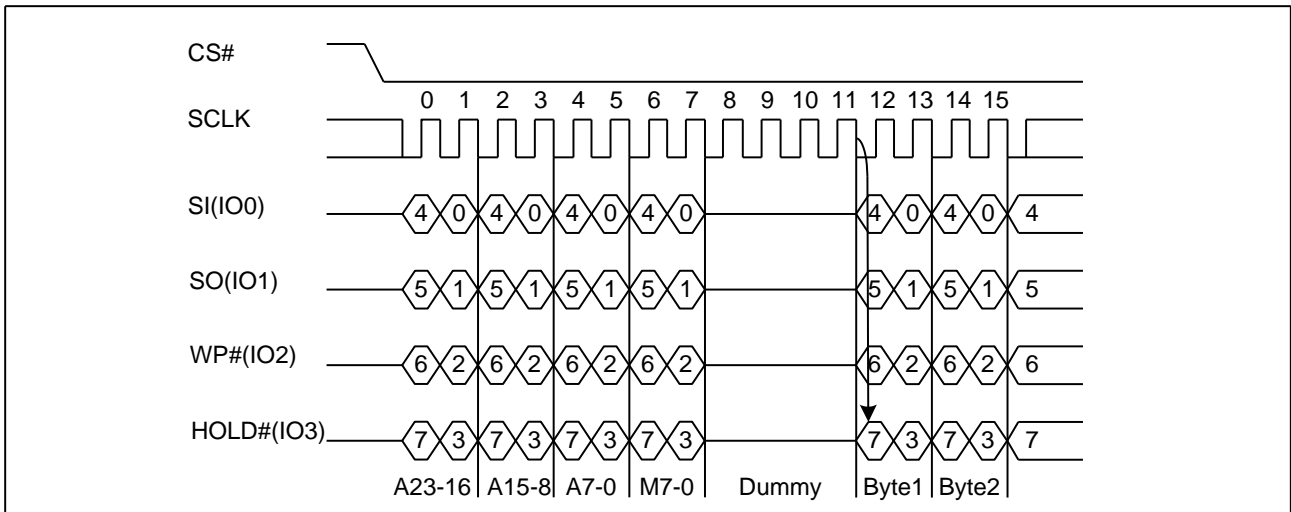 CS#
0 1 2 3 4 5 6 7 8 9 10 11 12 13 14 15
SCLK
SI(IO0) 4 0 4 0 4 0 4 0 4 0 4 0 4
SO(IO1) 5 1 5 1 5 1 5 1 5 1 5 1 5
WP#(IO2) 6 2 6 2 6 2 6 2 6 2 6 2 6
HOLD#(IO3) 7 3 7 3 7 3 7 3 7 3 7 3 7
A23-16 A15-8 A7-0 M7-0 Dummy Byte1 Byte2